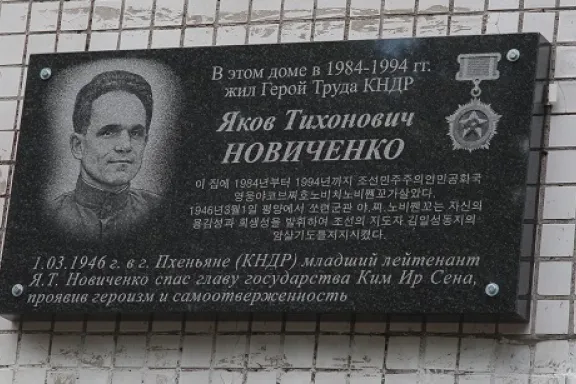 В этом доме в 1984-1994 гг.
жил Герой Труда КНДР
Яков Тихонович
НОВИЧЕНКО
이 집에 1984년부터 1994년까지 조선민주주의인민공화국
영웅야코브찌호노비치노비첸꼬가살았다.
1946년3월1일 평양에서 쏘련군관 야.찌.노비첸꼬는 자신의
용감성과 희생성을 발휘하여 조선의 지도자 김일성동지의
암살기도를저지시켰다.
1.03.1946 г. в г. Пхеньяне (КНДР) младший лейтенант
Я.Т. Новиченко спас главу государства Ким Ир Сена,
проявив героизм и самоотверженность